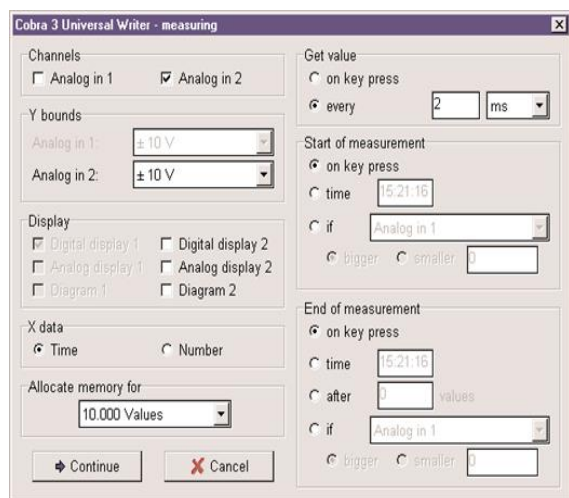 Cobra 3 Universal Writer - measuring
Channels
Analog in 1
Analog in 2
Y bounds
Analog in 1:
± 10 V
Analog in 2:
± 10 V
Display
Digital display 1
Digital display 2
Analog display 1
Analog display 2
Diagram 1
Diagram 2
X data
Time
Number
Allocate memory for
10.000 Values
Continue
Cancel
Get value
on key press
every
2
ms
Start of measurement
on key press
time
15:21:16
if
Analog in 1
bigger
smaller
0
End of measurement
on key press
time
15:21:16
after
0
values
if
Analog in 1
bigger
smaller
0